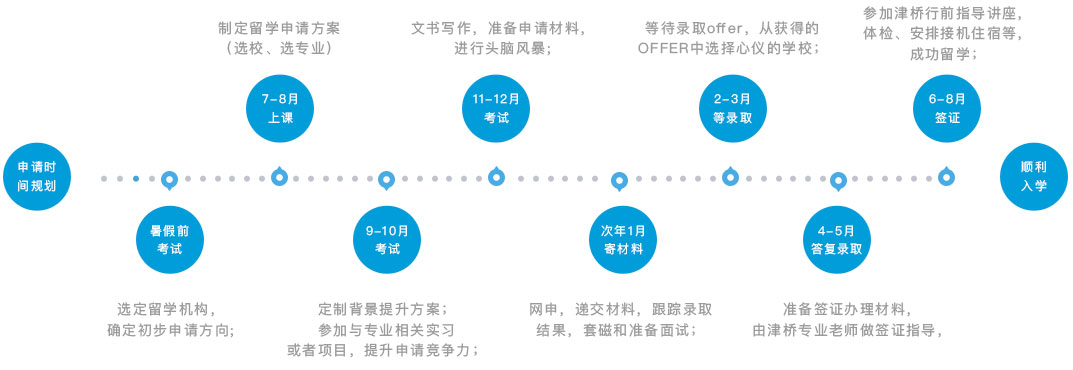 制定留学申请方案
（选校、选专业）
文书写作，准备申请材料，
进行头脑风暴；
等待录取offer，从获得的
OFFER中选择心仪的学校；
参加津桥行前指导讲座，
体检、安排接机住宿等，
成功留学；
7-8月
上课
11-12月
考试
2-3月
等录取
6-8月
签证
申请时
间规划
顺利
入学
暑假前
考试
9-10月
考试
次年1月
寄材料
4-5月
答复录取
选定留学机构，
确定初步申请方向；
定制背景提升方案；
参加与专业相关实习
或者项目，提升申请竞争力；
网申，递交材料，跟踪录取
结果，套磁和准备面试；
准备签证办理材料，
由津桥专业老师做签证指导，